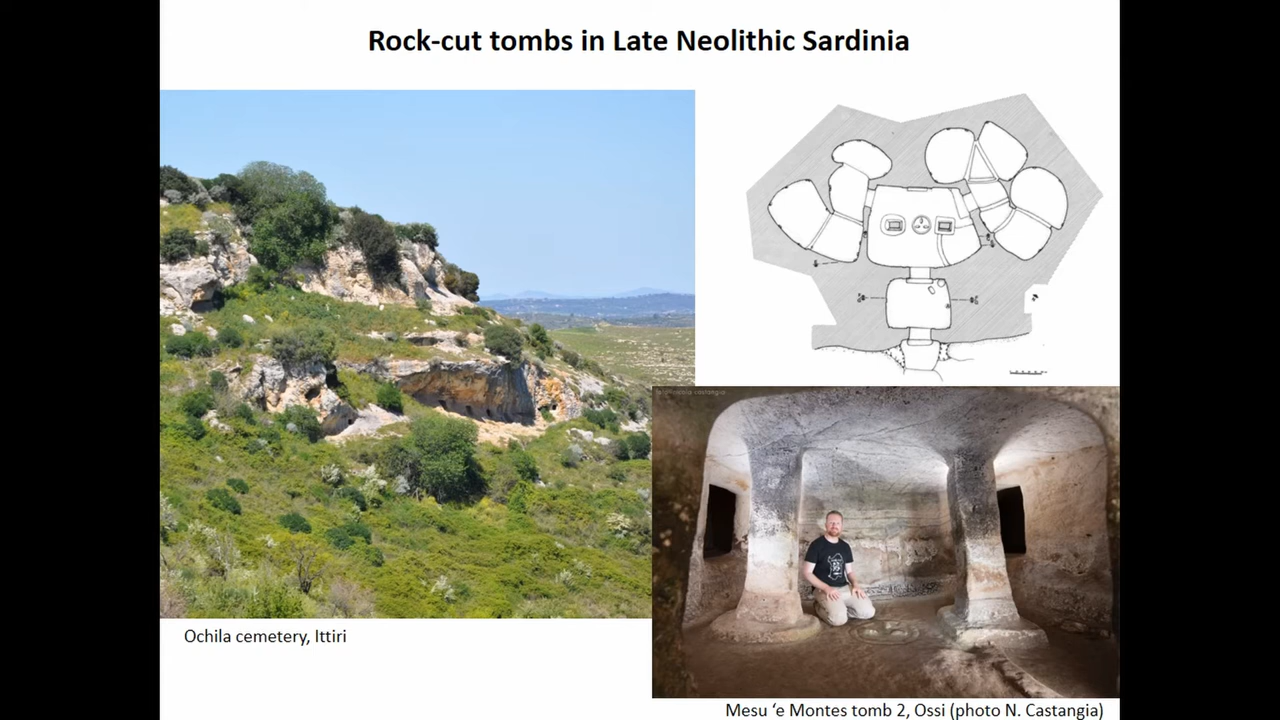 Rock-cut tombs in Late Neolithic Sardinia
Ochila cemetery, Ittiri
Mesu ‘e Montes tomb 2, Ossi (photo N. Castangia)